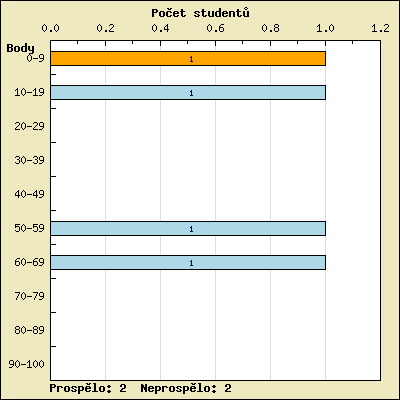 Počet studentů
0.0 0.2 0.4 0.6 0.8 1.0 1.2
Body
0-9 1
10-19 1
20-29
30-39
40-49
50-59 1
60-69 1
70-79
80-89
90-100
Prospělo: 2 Neprospělo: 2